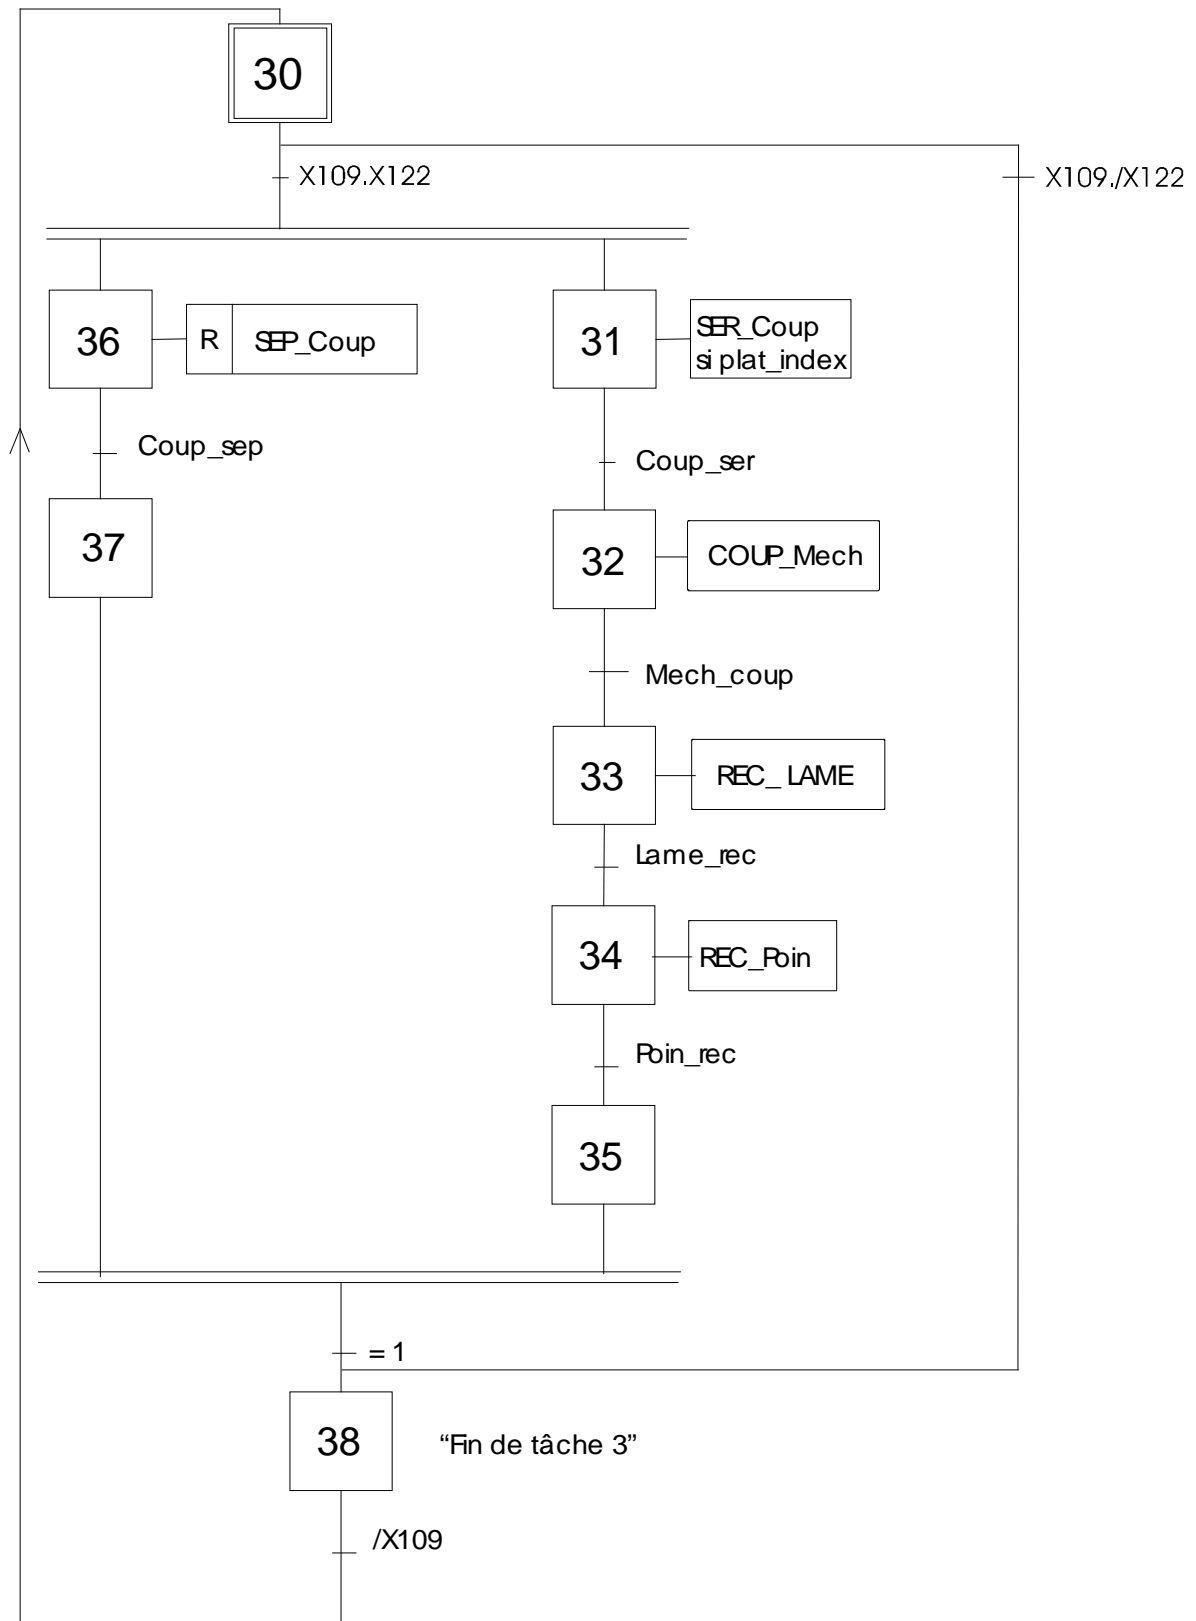 30
X109.X122
X109./X122
36
R
SEP_Coup
31
SER_Coup
si plat_index
Coup_sep
Coup_ser
37
32
COUP_Mech
Mech_coup
33
REC_ LAME
Lame_rec
34
REC_Poin
Poin_rec
35
= 1
38
“Fin de tâche 3”
/X109